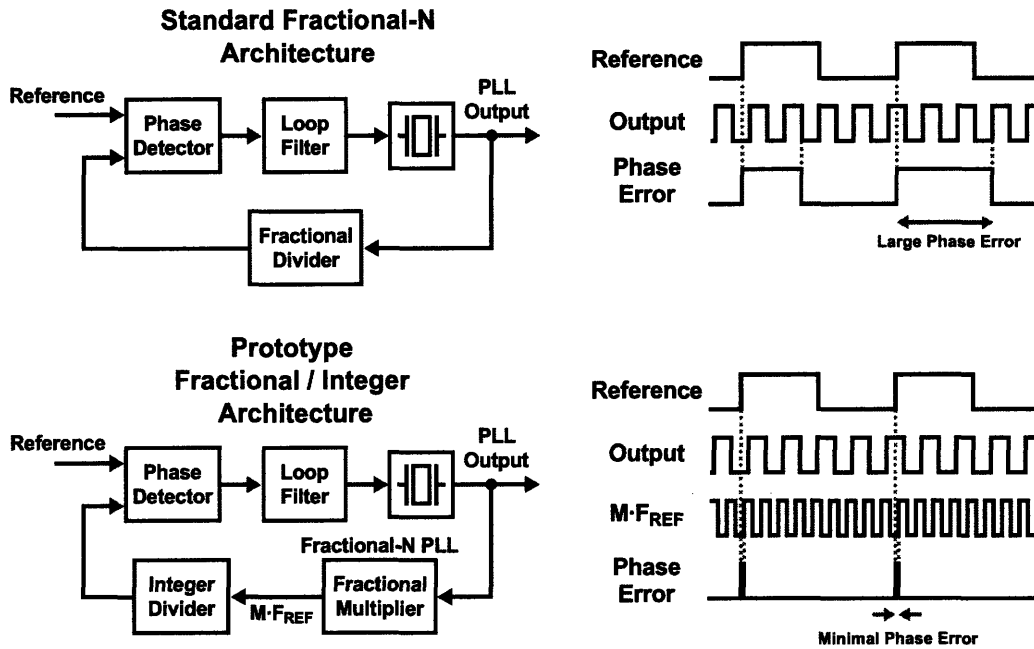 Standard Fractional-N
Architecture
Reference
Phase
Detector
Loop
Filter
PLL
Output
Fractional
Divider
Reference
Output
Phase
Error
Large Phase Error
Prototype
Fractional / Integer
Architecture
Reference
Phase
Detector
Loop
Filter
PLL
Output
Fractional-N PLL
Integer
Divider
M·FREF
Fractional
Multiplier
Reference
Output
M·FREF
Phase
Error
Minimal Phase Error